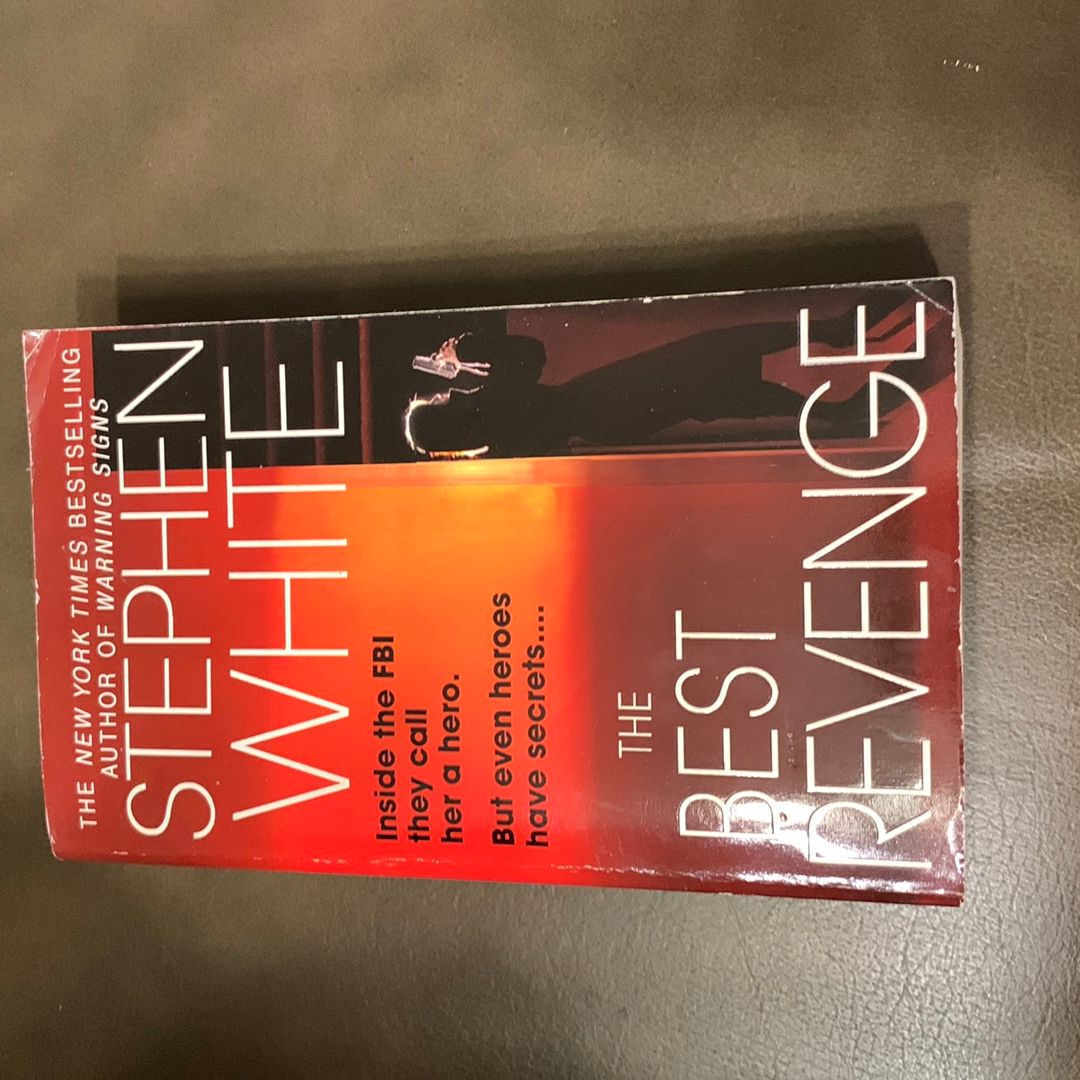 THE NEW YORK TIMES BESTSELLING
AUTHOR OF WARNING SIGNS
STEPHEN
WHITE
Inside the FBI
they call
her a hero.
But even heroes
have secrets....
THE
BEST
REVENGE